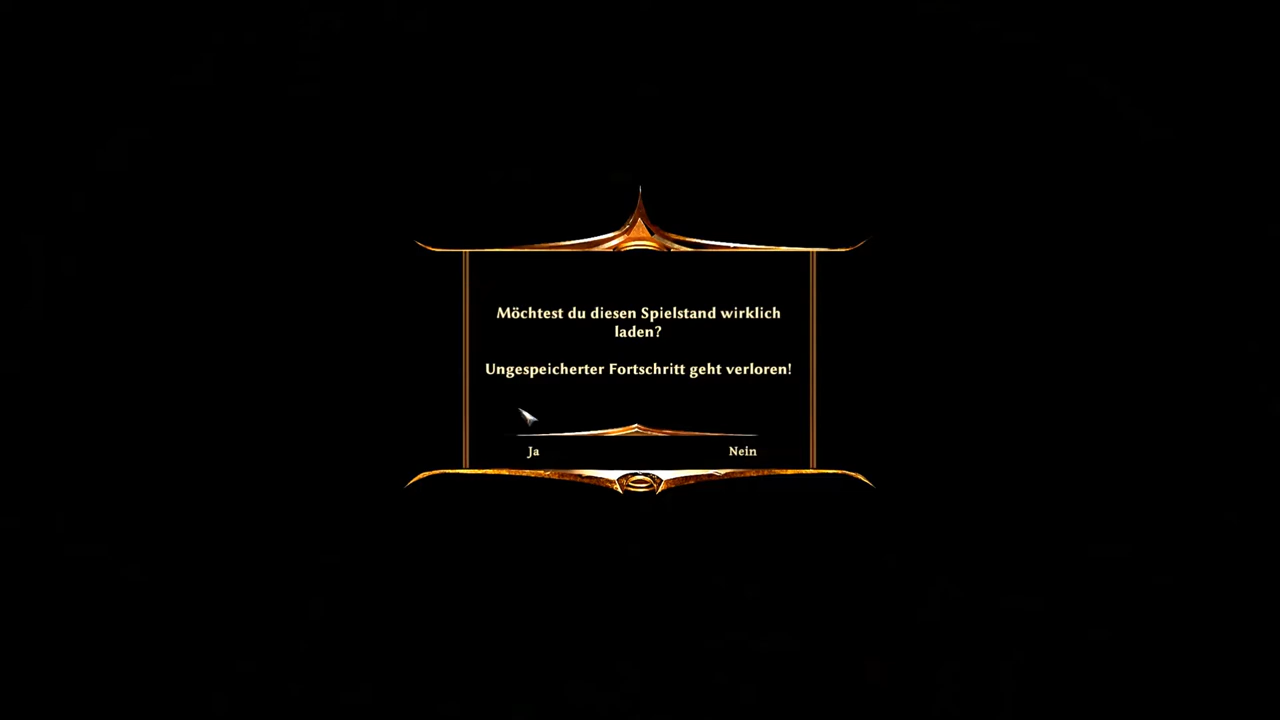 Möchtest du diesen Spielstand wirklich
laden?
Ungespeicherter Fortschritt geht verloren!
Ja
Nein